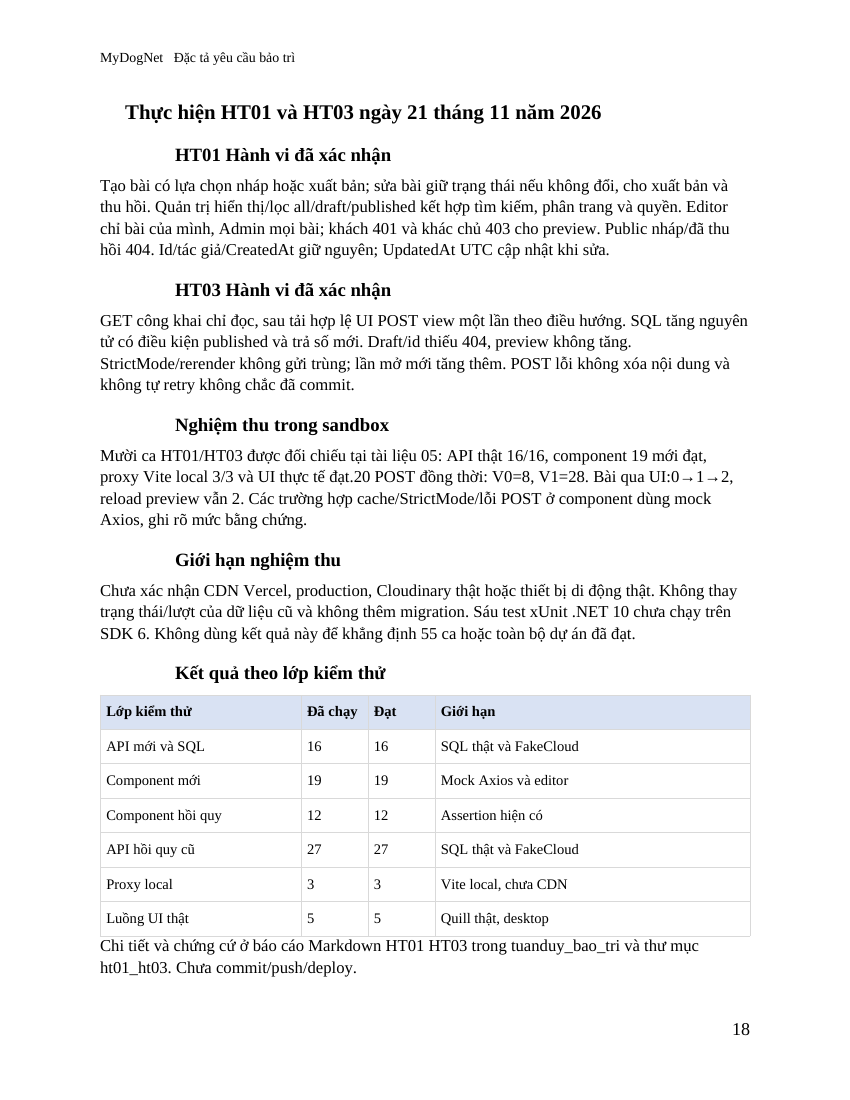 MyDogNet Đặc tả yêu cầu bảo trì
Thực hiện HT01 và HT03 ngày 21 tháng 11 năm 2026
HT01 Hành vi đã xác nhận
Tạo bài có lựa chọn nháp hoặc xuất bản; sửa bài giữ trạng thái nếu không đổi, cho xuất bản và
thu hồi. Quản trị hiển thị/lọc all/draft/published kết hợp tìm kiếm, phân trang và quyền. Editor
chỉ bài của mình, Admin mọi bài; khách 401 và khác chủ 403 cho preview. Public nháp/đã thu
hồi 404. Id/tác giả/CreatedAt giữ nguyên; UpdatedAt UTC cập nhật khi sửa.
HT03 Hành vi đã xác nhận
GET công khai chỉ đọc, sau tải hợp lệ UI POST view một lần theo điều hướng. SQL tăng nguyên
tử có điều kiện published và trả số mới. Draft/id thiếu 404, preview không tăng.
StrictMode/rerender không gửi trùng; lần mở mới tăng thêm. POST lỗi không xóa nội dung và
không tự retry không chắc đã commit.
Nghiệm thu trong sandbox
Mười ca HT01/HT03 được đối chiếu tại tài liệu 05: API thật 16/16, component 19 mới đạt,
proxy Vite local 3/3 và UI thực tế đạt.20 POST đồng thời: V0=8, V1=28. Bài qua UI:0→1→2,
reload preview vẫn 2. Các trường hợp cache/StrictMode/lỗi POST ở component dùng mock
Axios, ghi rõ mức bằng chứng.
Giới hạn nghiệm thu
Chưa xác nhận CDN Vercel, production, Cloudinary thật hoặc thiết bị di động thật. Không thay
trạng thái/lượt của dữ liệu cũ và không thêm migration. Sáu test xUnit .NET 10 chưa chạy trên
SDK 6. Không dùng kết quả này để khẳng định 55 ca hoặc toàn bộ dự án đã đạt.
Kết quả theo lớp kiểm thử
Lớp kiểm thử Đã chạy Đạt Giới hạn
API mới và SQL 16 16 SQL thật và FakeCloud
Component mới 19 19 Mock Axios và editor
Component hồi quy 12 12 Assertion hiện có
API hồi quy cũ 27 27 SQL thật và FakeCloud
Proxy local 3 3 Vite local, chưa CDN
Luồng UI thật 5 5 Quill thật, desktop
Chi tiết và chứng cứ ở báo cáo Markdown HT01 HT03 trong tuanduy_bao_tri và thư mục
ht01_ht03. Chưa commit/push/deploy.
18